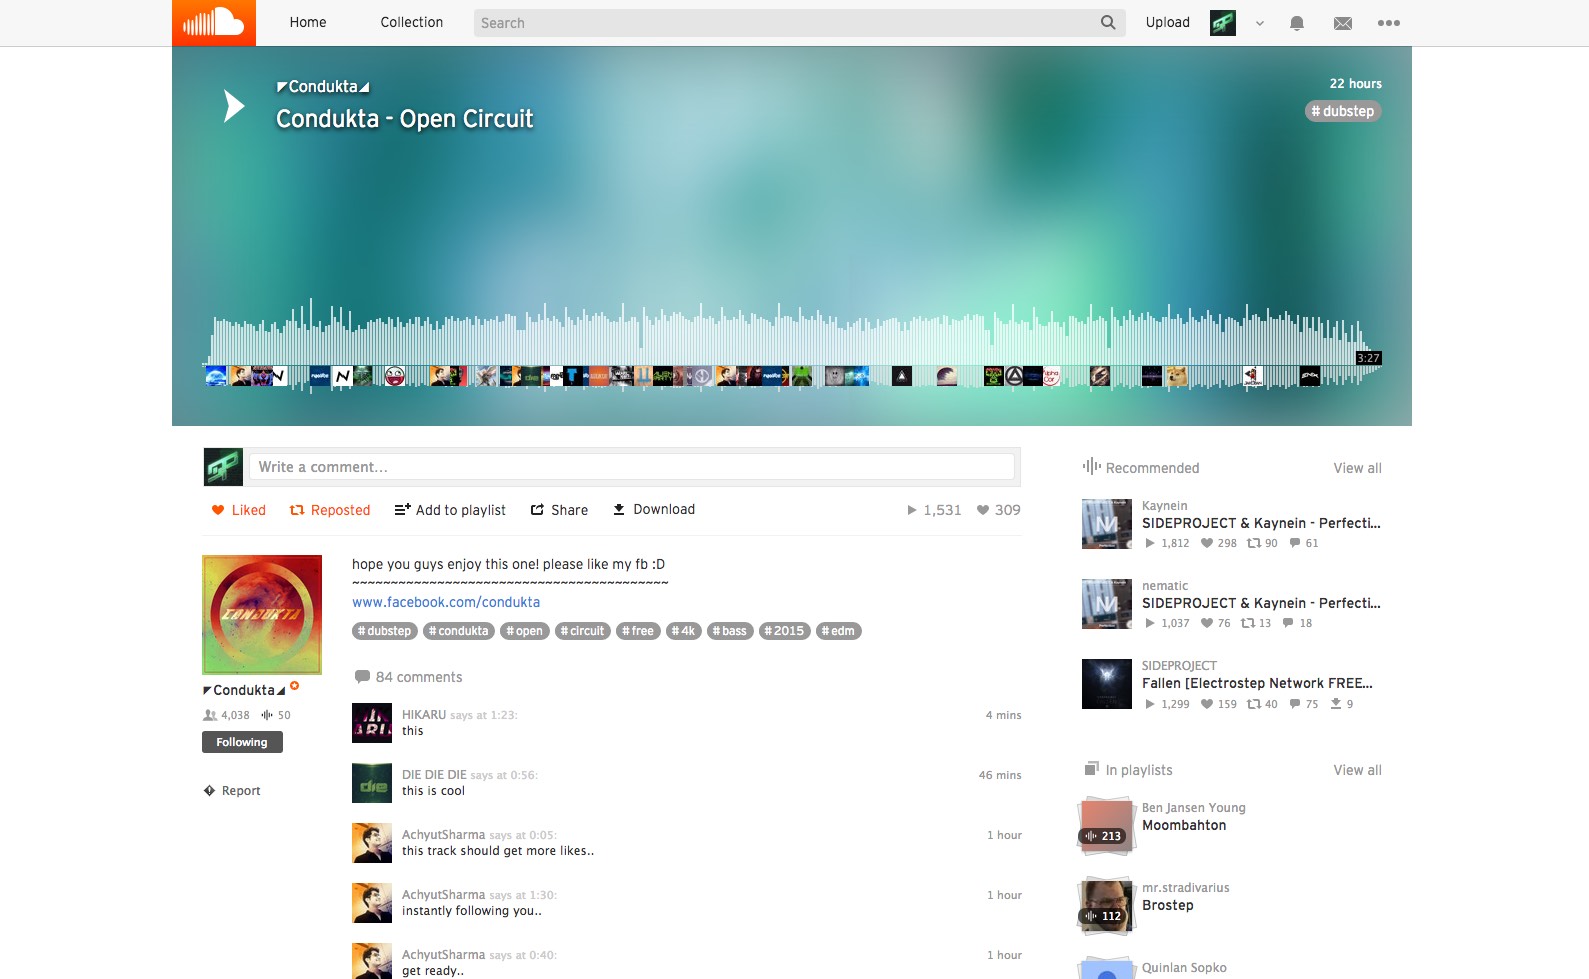 Home
Collection
Search
Upload
◤Condukta◢
Condukta - Open Circuit
22 hours
# dubstep
3:27
Write a comment...
Liked
Reposted
Add to playlist
Share
Download
1,531
309
CONDUKTA
◤Condukta◢
4,038
50
Following
Report
hope you guys enjoy this one! please like my fb :D
~~~~~~~~~~~~~~~~~~~~~~~~~~~~~~~~~~~~~~~~~
www.facebook.com/condukta
# dubstep # condukta # open # circuit # free # 4k # bass # 2015 # edm
84 comments
HIKARU says at 1:23:
4 mins
this
DIE DIE DIE says at 0:56:
46 mins
this is cool
die
AchyutSharma says at 0:05:
1 hour
this track should get more likes..
AchyutSharma says at 1:30:
1 hour
instantly following you..
AchyutSharma says at 0:40:
1 hour
get ready..
Recommended
View all
Kaynein
SIDEPROJECT & Kaynein - Perfecti...
1,812 298 90 61
nematic
SIDEPROJECT & Kaynein - Perfecti...
1,037 76 13 18
SIDEPROJECT
Fallen [Electrostep Network FREE...
1,299 159 40 75 9
In playlists
View all
Ben Jansen Young
Moombahton
213
mr.stradivarius
Brostep
112
Quinlan Sopko